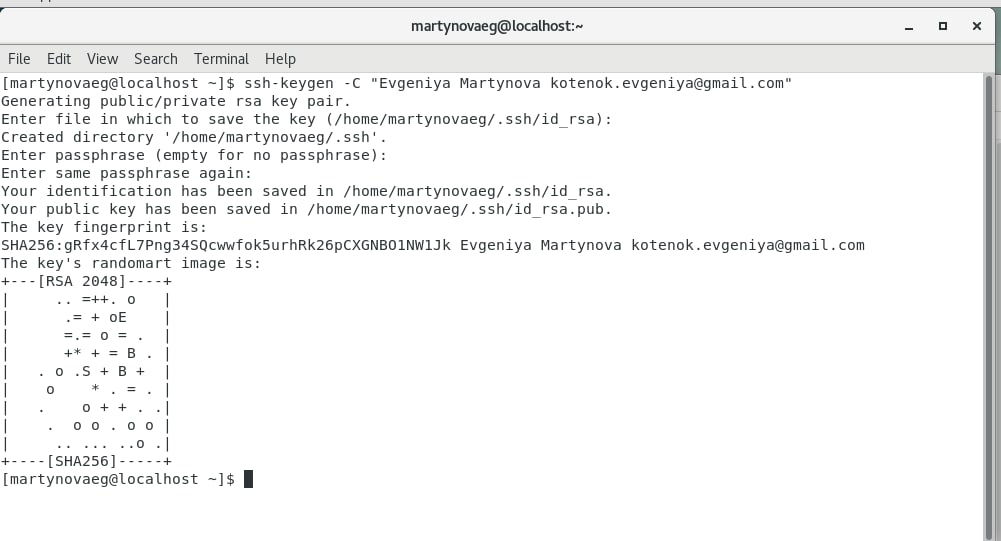 martynovaeg@localhost:~
File Edit View Search Terminal Help
[martynovaeg@localhost ~]$ ssh-keygen -C "Evgeniya Martynova kotenok.evgeniya@gmail.com"
Generating public/private rsa key pair.
Enter file in which to save the key (/home/martynovaeg/.ssh/id_rsa):
Created directory '/home/martynovaeg/.ssh'.
Enter passphrase (empty for no passphrase):
Enter same passphrase again:
Your identification has been saved in /home/martynovaeg/.ssh/id_rsa.
Your public key has been saved in /home/martynovaeg/.ssh/id_rsa.pub.
The key fingerprint is:
SHA256:gRfx4cfL7Png34SQcwwfok5urhRk26pCXGNBO1NW1Jk Evgeniya Martynova kotenok.evgeniya@gmail.com
The key's randomart image is:
+---[RSA 2048]----+
|     .. =++. o   |
|      .= + oE    |
|      =.= o = .  |
|      +* + = B . |
|   . o .S + B +  |
|    o    * . = . |
|   .    o + + . .|
|    .  o o . o o |
|     .. ... ..o .|
+----[SHA256]-----+
[martynovaeg@localhost ~]$